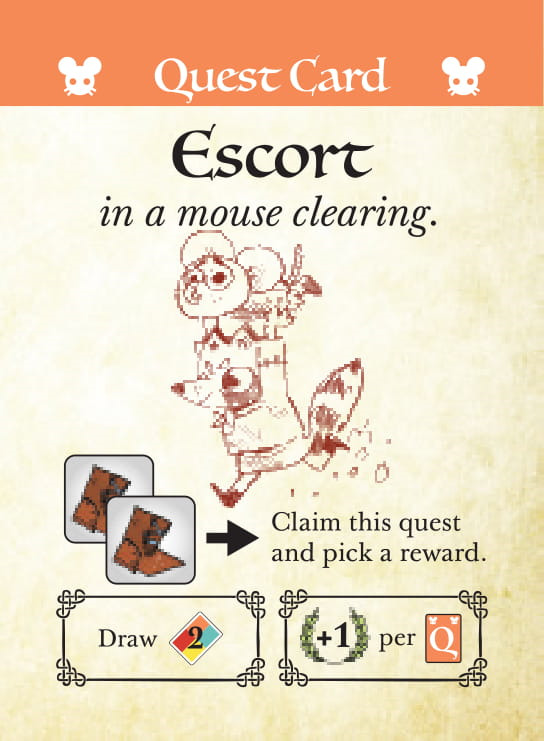 Quest Card
Escort
in a mouse clearing.
Claim this quest
and pick a reward.
Draw 2
+1 per Q